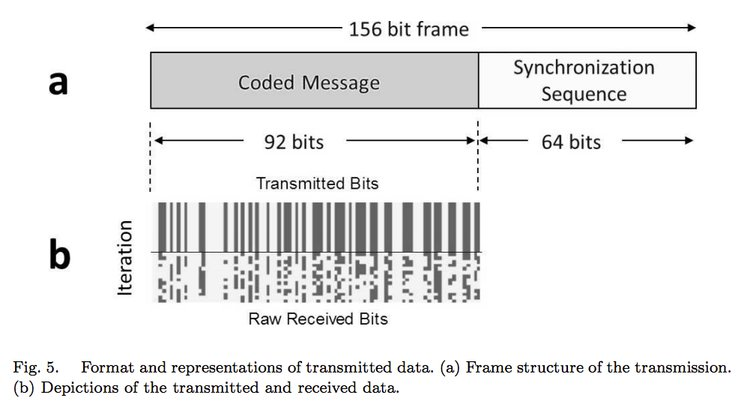 156 bit frame
a
Coded Message
Synchronization
Sequence
92 bits
64 bits
Transmitted Bits
b
Iteration
Raw Received Bits
Fig. 5. Format and representations of transmitted data. (a) Frame structure of the transmission.
(b) Depictions of the transmitted and received data.